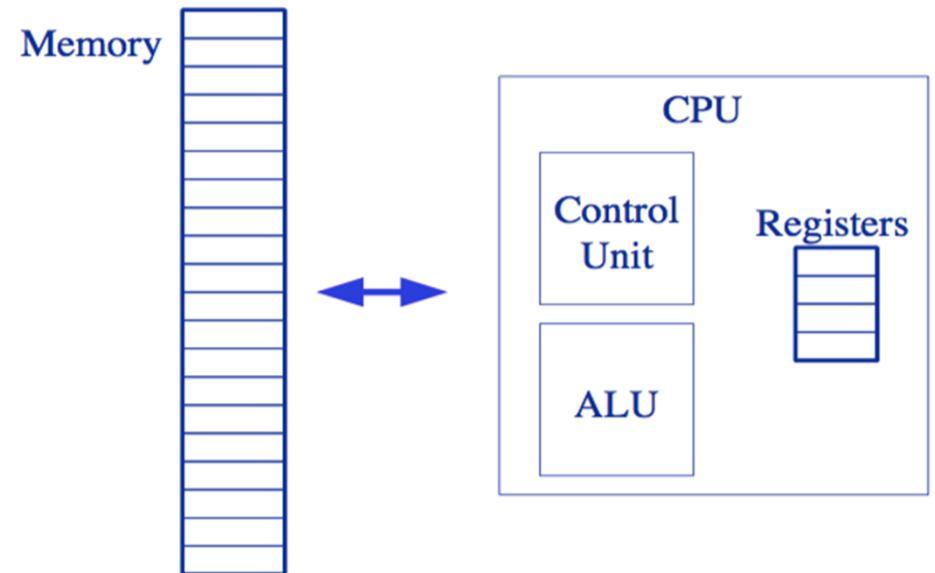 Memory
CPU
Control
Unit
Registers
ALU